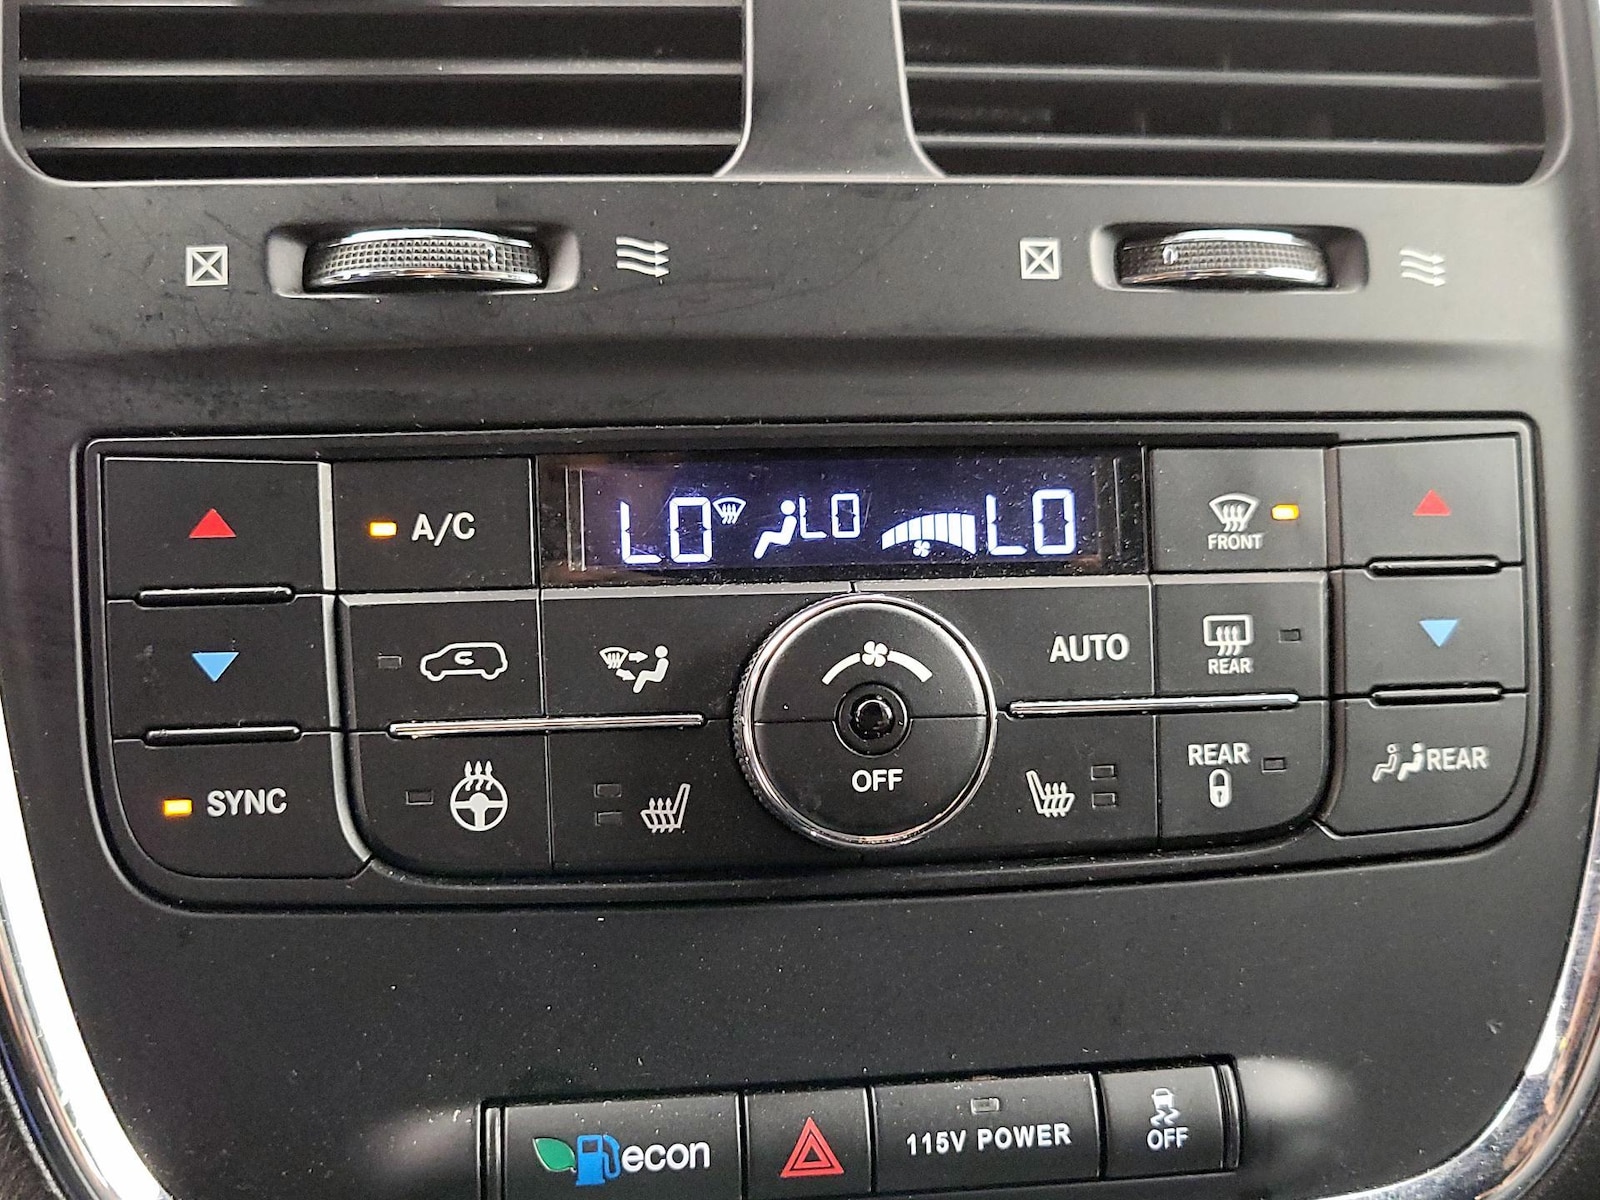 A/C
LO LO LO
FRONT
AUTO
REAR
OFF
SYNC
REAR
REAR
econ
115V POWER
OFF